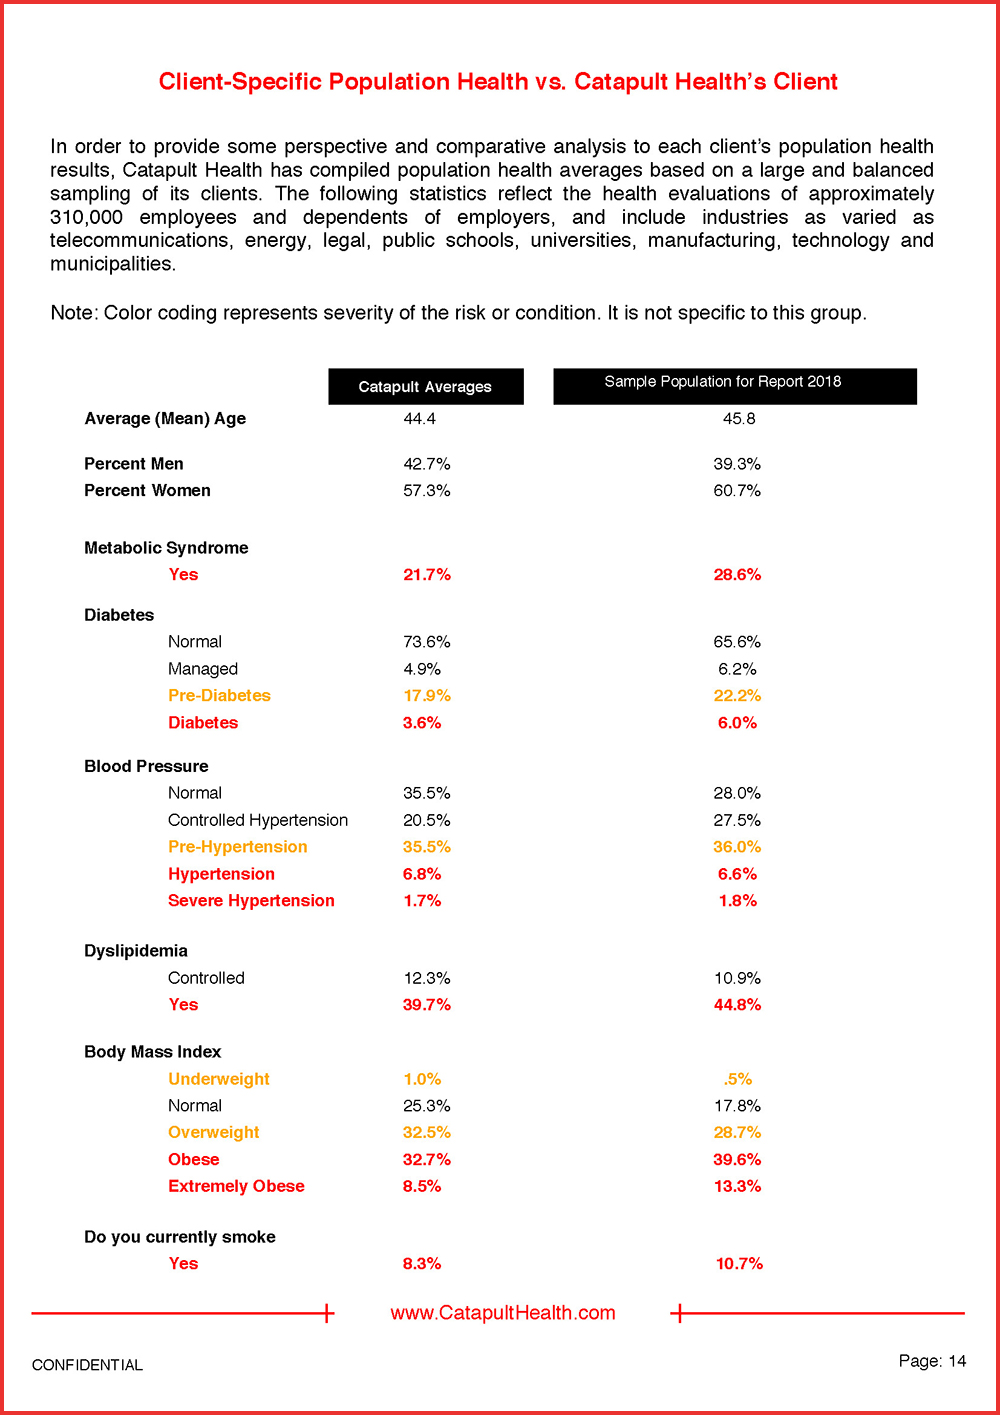 Client-Specific Population Health vs. Catapult Health’s Client
In order to provide some perspective and comparative analysis to each client’s population health
results, Catapult Health has compiled population health averages based on a large and balanced
sampling of its clients. The following statistics reflect the health evaluations of approximately
310,000 employees and dependents of employers, and include industries as varied as
telecommunications, energy, legal, public schools, universities, manufacturing, technology and
municipalities.
Note: Color coding represents severity of the risk or condition. It is not specific to this group.
Catapult Averages Sample Population for Report 2018
Average (Mean) Age 44.4 45.8
Percent Men 42.7% 39.3%
Percent Women 57.3% 60.7%
Metabolic Syndrome
Yes 21.7% 28.6%
Diabetes
Normal 73.6% 65.6%
Managed 4.9% 6.2%
Pre-Diabetes 17.9% 22.2%
Diabetes 3.6% 6.0%
Blood Pressure
Normal 35.5% 28.0%
Controlled Hypertension 20.5% 27.5%
Pre-Hypertension 35.5% 36.0%
Hypertension 6.8% 6.6%
Severe Hypertension 1.7% 1.8%
Dyslipidemia
Controlled 12.3% 10.9%
Yes 39.7% 44.8%
Body Mass Index
Underweight 1.0% .5%
Normal 25.3% 17.8%
Overweight 32.5% 28.7%
Obese 32.7% 39.6%
Extremely Obese 8.5% 13.3%
Do you currently smoke
Yes 8.3% 10.7%
www.CatapultHealth.com
CONFIDENTIAL Page: 14